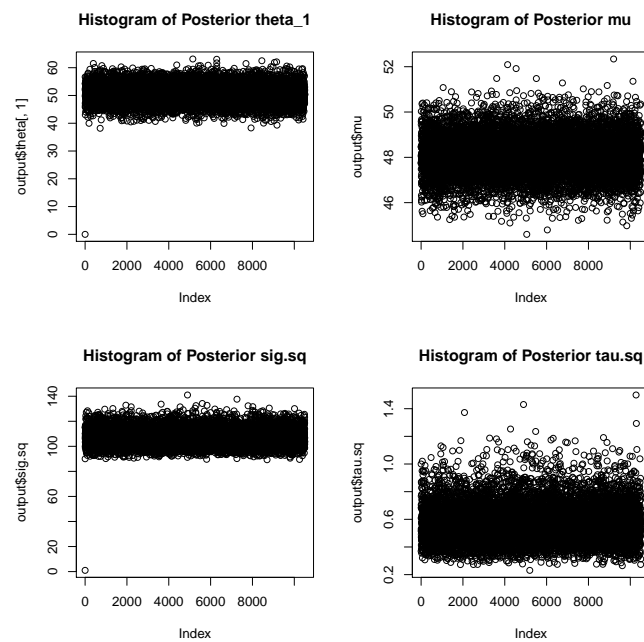 Histogram of Posterior theta_1
output$theta[, 1]
60
50
40
30
20
10
0
0 2000 4000 6000 8000
Index
Histogram of Posterior mu
output$mu
52
50
48
46
0 2000 4000 6000 8000
Index
Histogram of Posterior sig.sq
output$sig.sq
140
100
60
20
0
0 2000 4000 6000 8000
Index
Histogram of Posterior tau.sq
output$tau.sq
1.4
1.0
0.6
0.2
0 2000 4000 6000 8000
Index